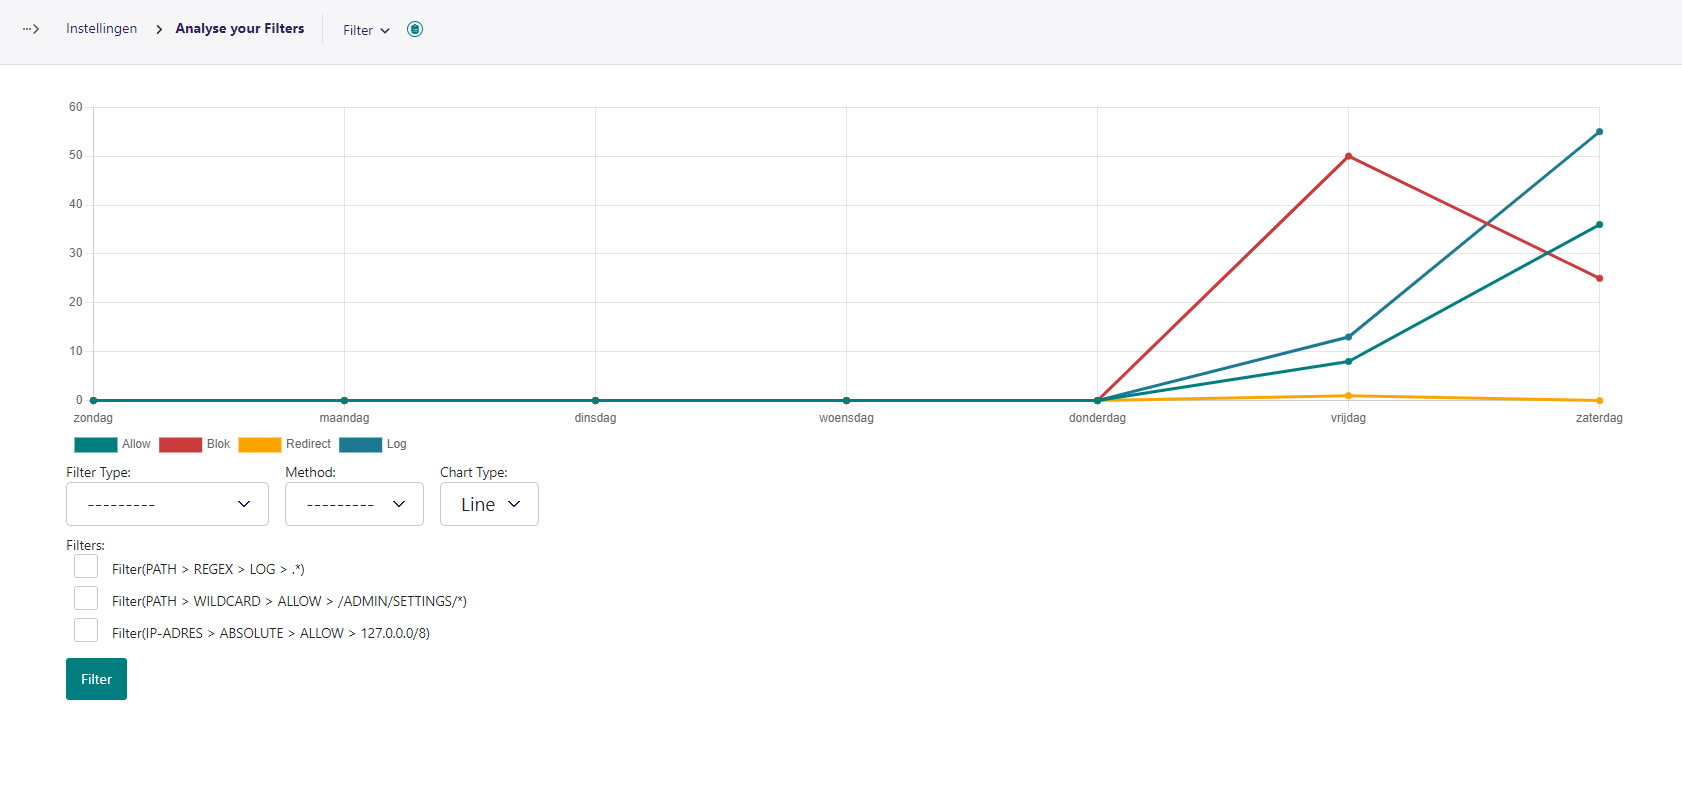 Instellingen > Analyse your Filters Filter
60
50
40
30
20
10
0
zondag maandag dinsdag woensdag donderdag vrijdag zaterdag
Allow Blok Redirect Log
Filter Type: Method: Chart Type:
--------- --------- Line
Filters:
Filter(PATH > REGEX > LOG > .*)
Filter(PATH > WILDCARD > ALLOW > /ADMIN/SETTINGS/*)
Filter(IP-ADRES > ABSOLUTE > ALLOW > 127.0.0.0/8)
Filter